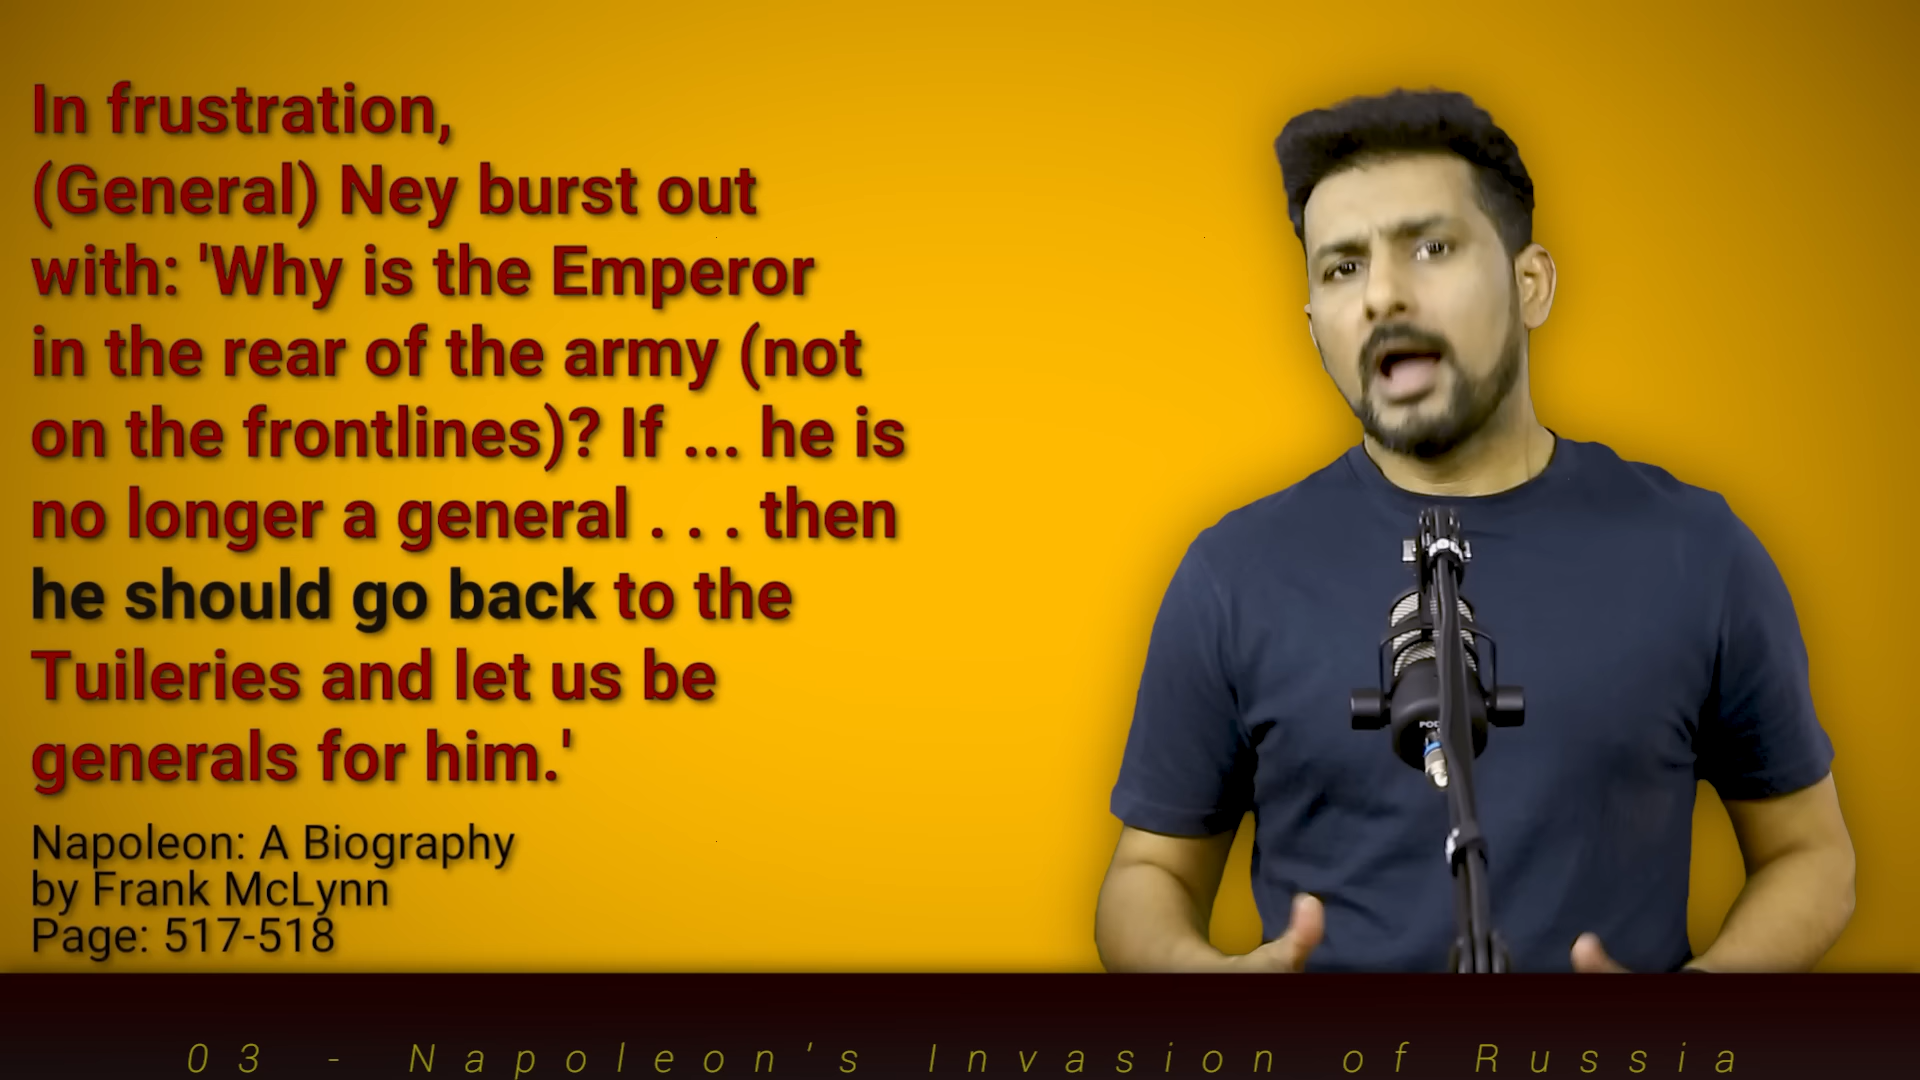 In frustration,
(General) Ney burst out
with: 'Why is the Emperor
in the rear of the army (not
on the frontlines)? If ... he is
no longer a general . . . then
he should go back to the
Tuileries and let us be
generals for him.'
Napoleon: A Biography
by Frank McLynn
Page: 517-518
03 - Napoleon's Invasion of Russia